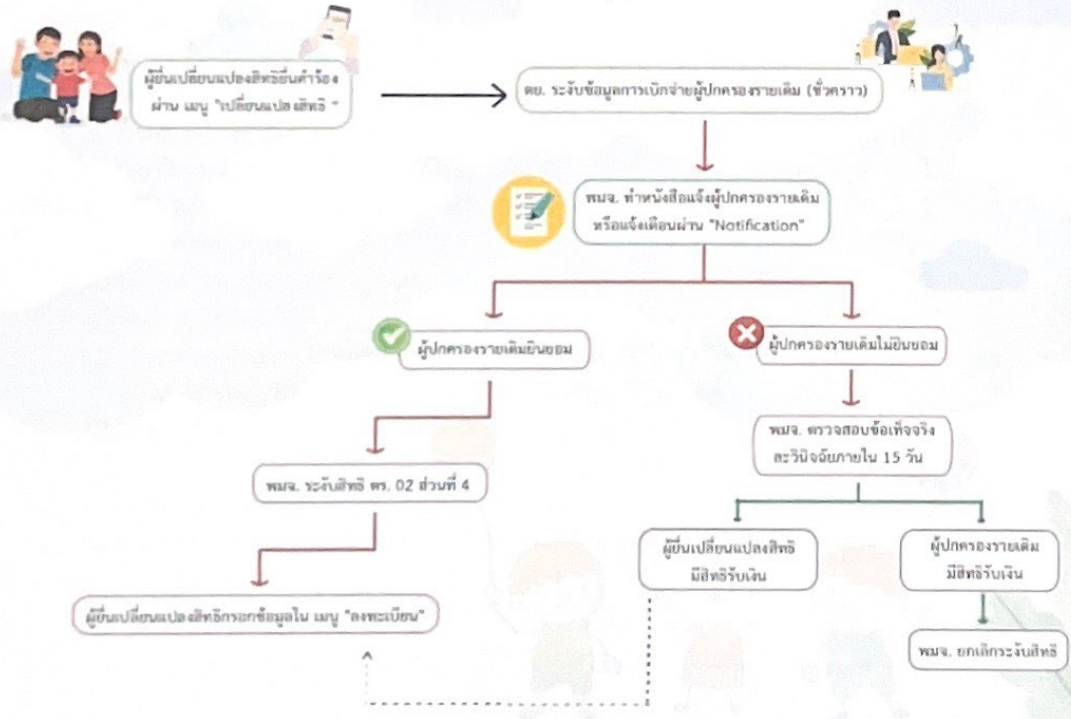 ผู้ยื่นเปลี่ยนแปลงสิทธิยื่นคำร้อง
ผ่าน เมนู "เปลี่ยนแปลงสิทธิ "
ดย. ระงับข้อมูลการเบิกจ่ายผู้ปกครองรายเดิม (ชั่วคราว)
พมจ. ทำหนังสือแจ้งผู้ปกครองรายเดิม
หรือแจ้งเตือนผ่าน "Notification"
ผู้ปกครองรายเดิมยินยอม
ผู้ปกครองรายเดิมไม่ยินยอม
พมจ. ตรวจสอบข้อเท็จจริง
ละวินิจฉัยภายใน 15 วัน
พมจ. ระงับสิทธิ ดร. 02 ส่วนที่ 4
ผู้ยื่นเปลี่ยนแปลงสิทธิ
มีสิทธิรับเงิน
ผู้ปกครองรายเดิม
มีสิทธิรับเงิน
ผู้ยื่นเปลี่ยนแปลงสิทธิกรอกข้อมูลใน เมนู "ลงทะเบียน"
พมจ. ยกเลิกระงับสิทธิ